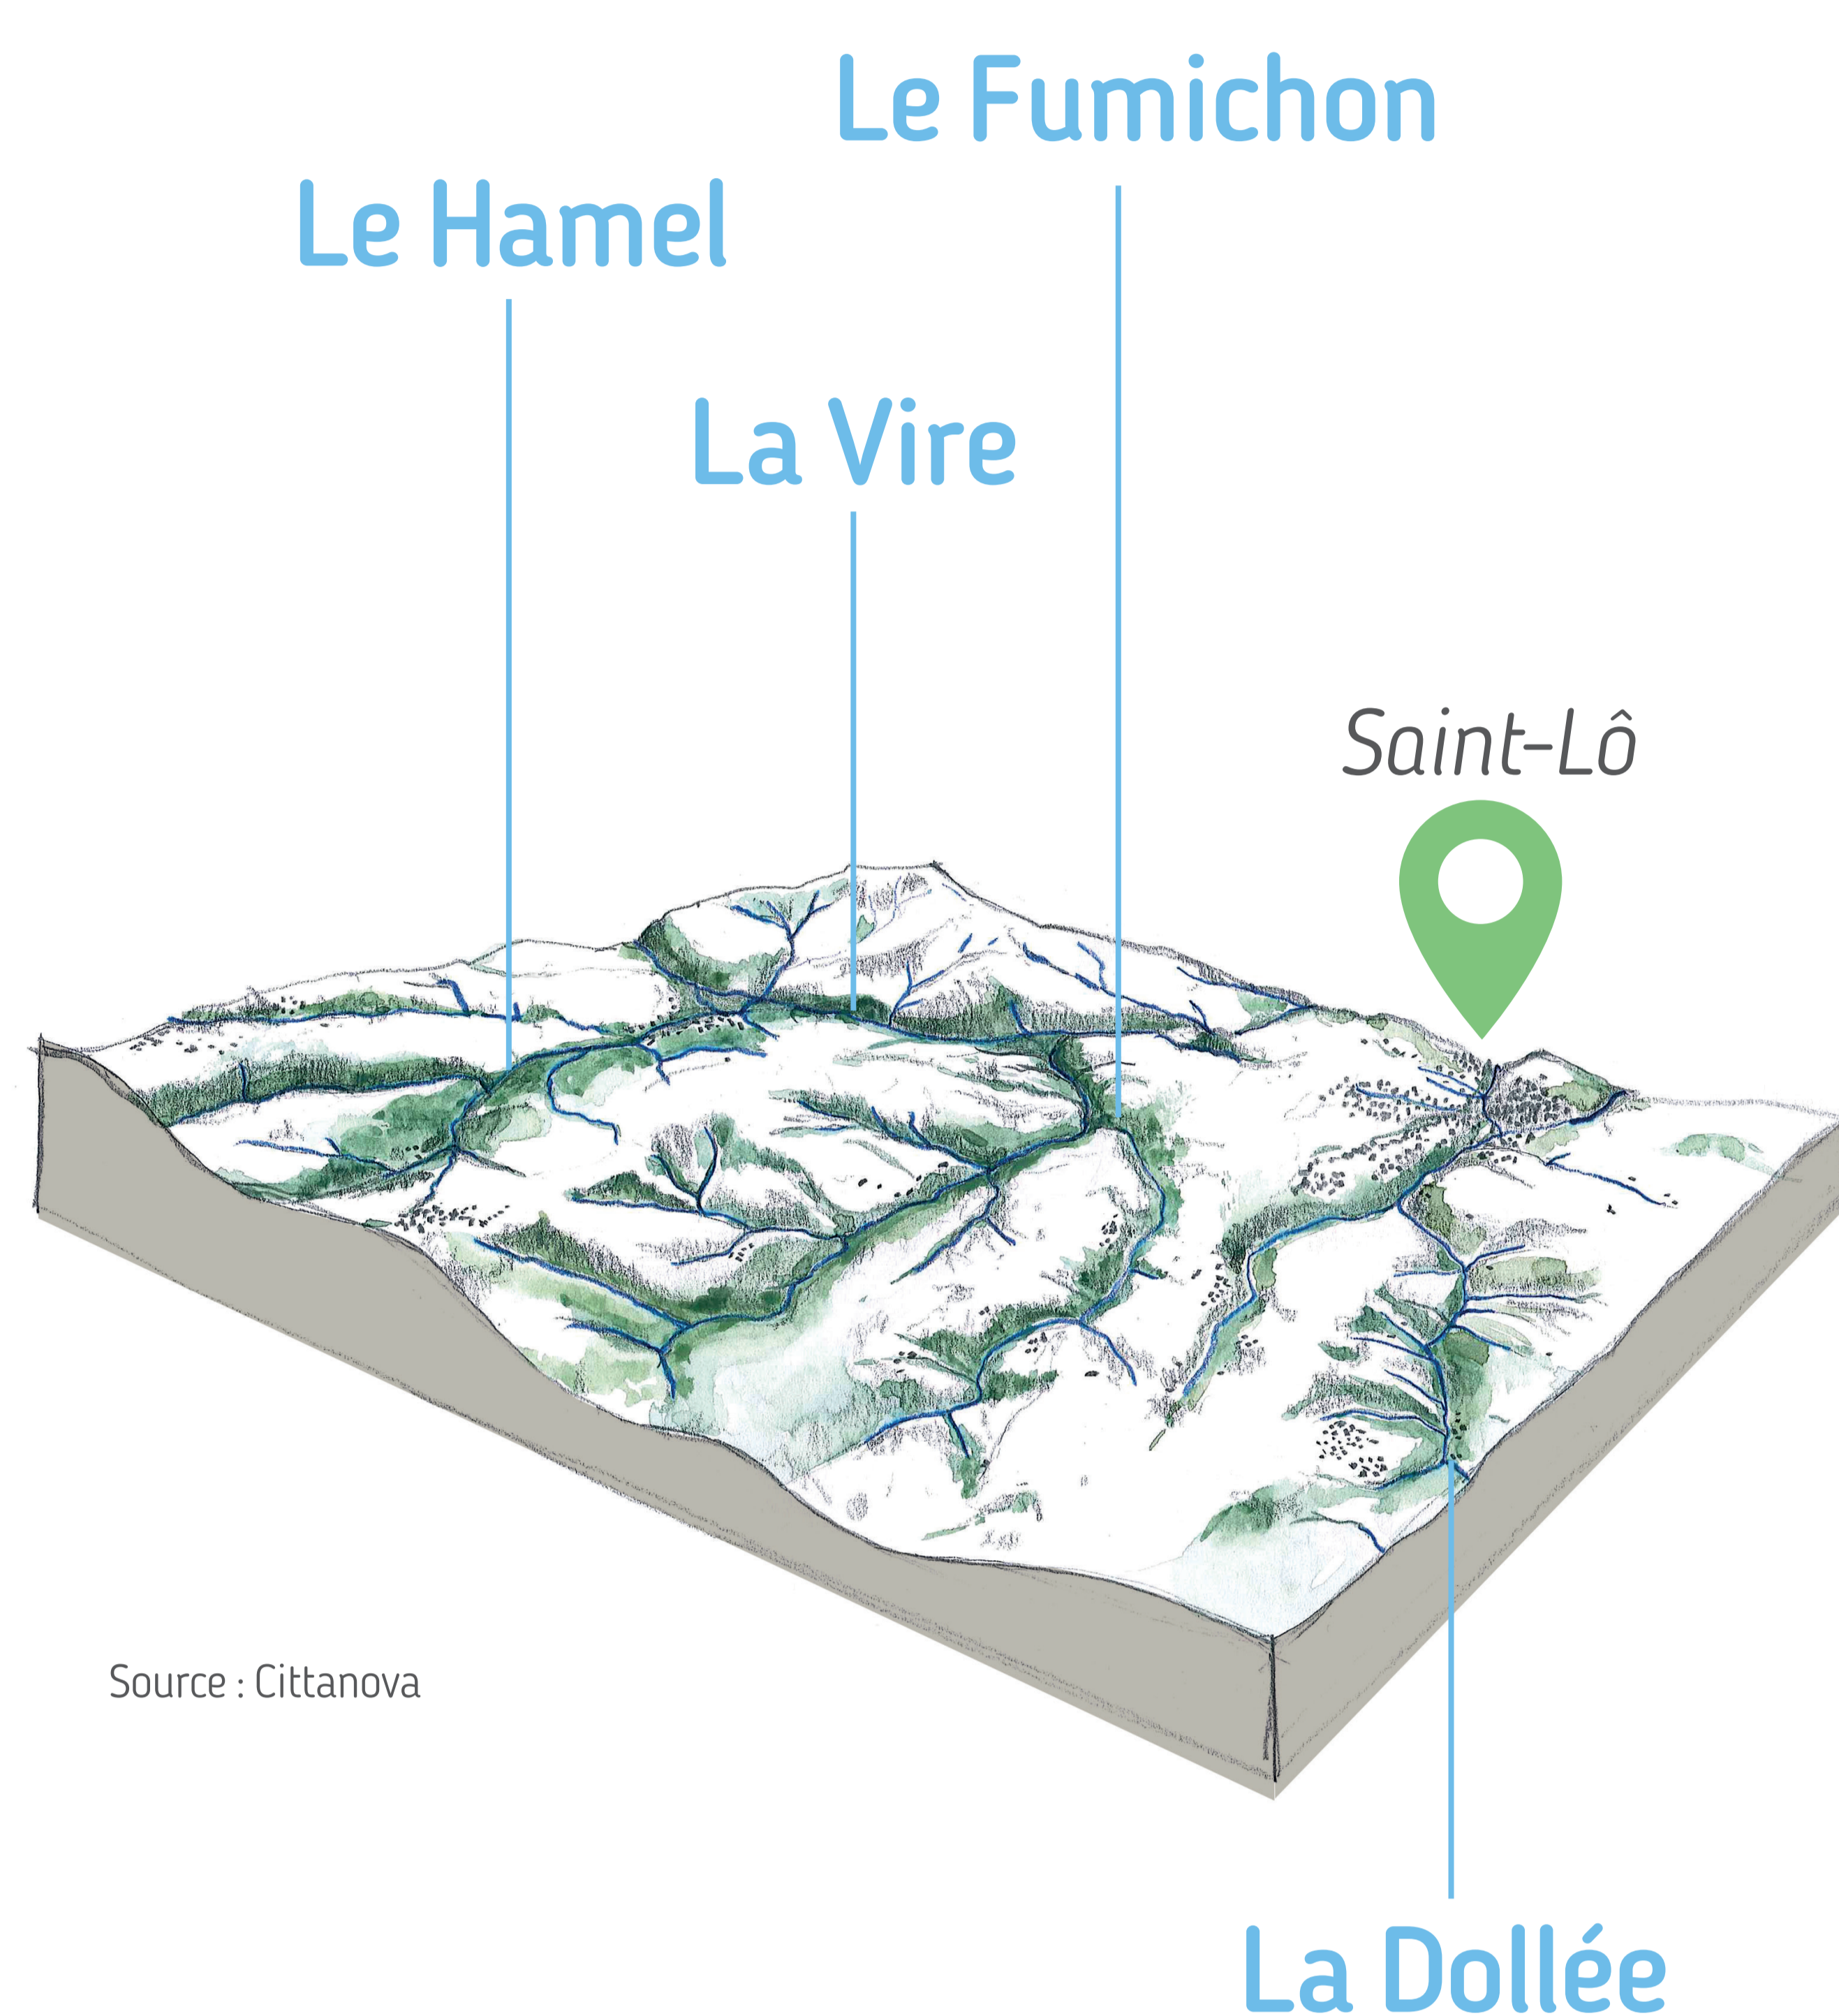 Le Fumichon
Le Hamel
La Vire
Saint-Lô
Source : Cittanova
La Dollée